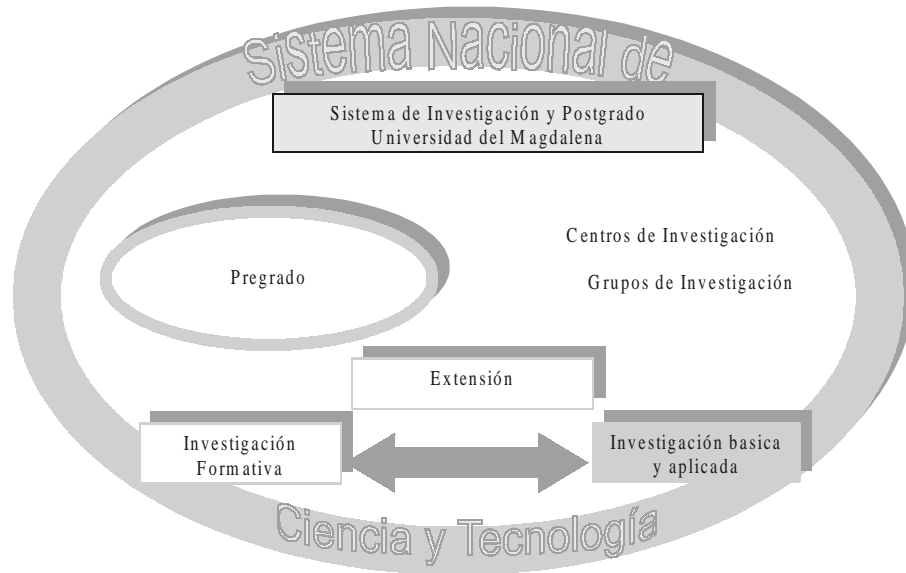 Sistema Nacional de
Sistema de Investigación y Postgrado
Universidad del Magdalena
Centros de Investigación
Pregrado
Grupos de Investigación
Extensión
Investigación
Formativa
Investigación basica
y aplicada
Ciencia y Tecnología